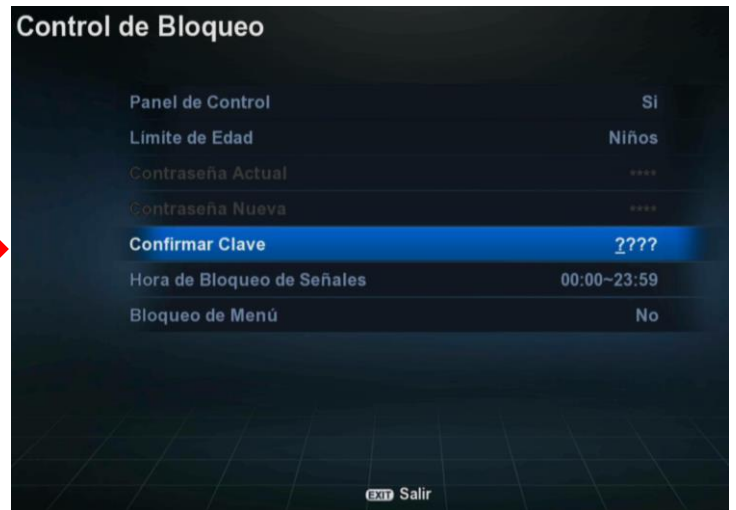 Control de Bloqueo
Panel de Control Si
Límite de Edad Niños
Contraseña Actual ****
Contraseña Nueva ****
Confirmar Clave ????
Hora de Bloqueo de Señales 00:00~23:59
Bloqueo de Menú No
EXIT Salir